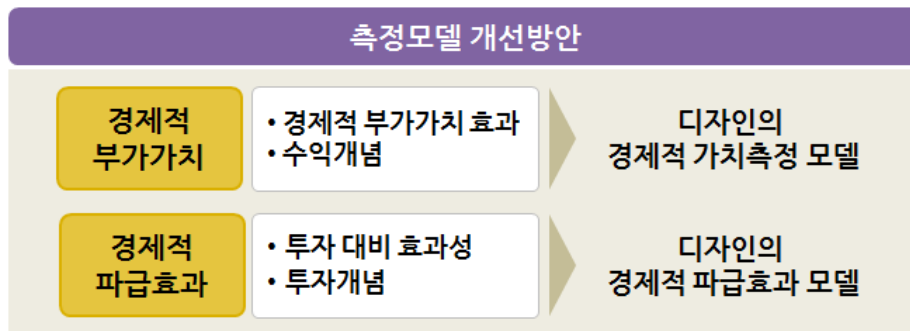 측정모델 개선방안
경제적
부가가치
• 경제적 부가가치 효과
• 수익개념
디자인의
경제적 가치측정 모델
경제적
파급효과
• 투자 대비 효과성
• 투자개념
디자인의
경제적 파급효과 모델